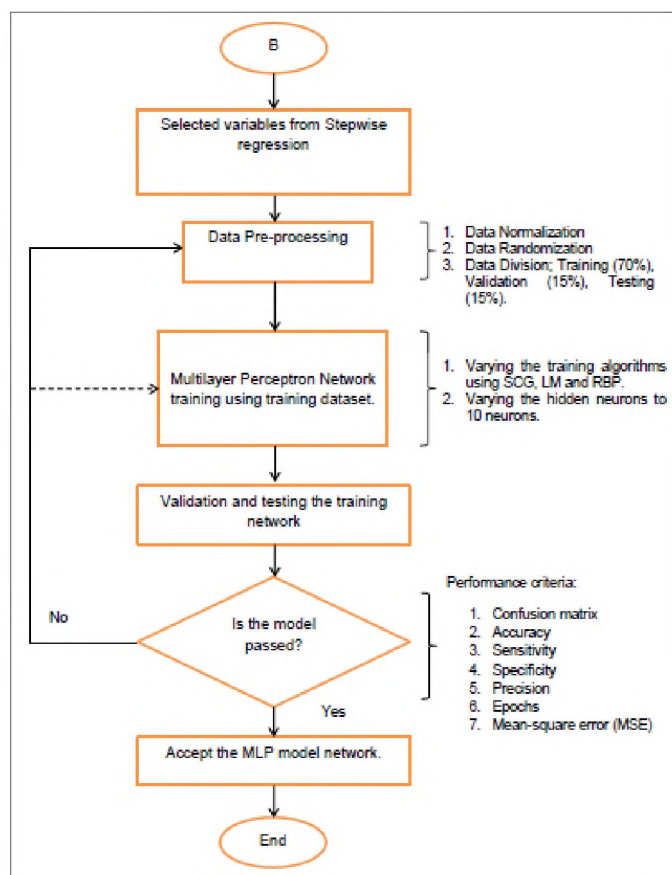 B
Selected variables from Stepwise
regression
Data Pre-processing
1. Data Normalization
2. Data Randomization
3. Data Division; Training (70%),
Validation (15%), Testing
(15%).
Multilayer Perceptron Network
training using training dataset.
1. Varying the training algorithms
using SCG, LM and RBP.
2. Varying the hidden neurons to
10 neurons.
Validation and testing the training
network
Is the model
passed?
No
Yes
Performance criteria:
1. Confusion matrix
2. Accuracy
3. Sensitivity
4. Specificity
5. Precision
6. Epochs
7. Mean-square error (MSE)
Accept the MLP model network.
End